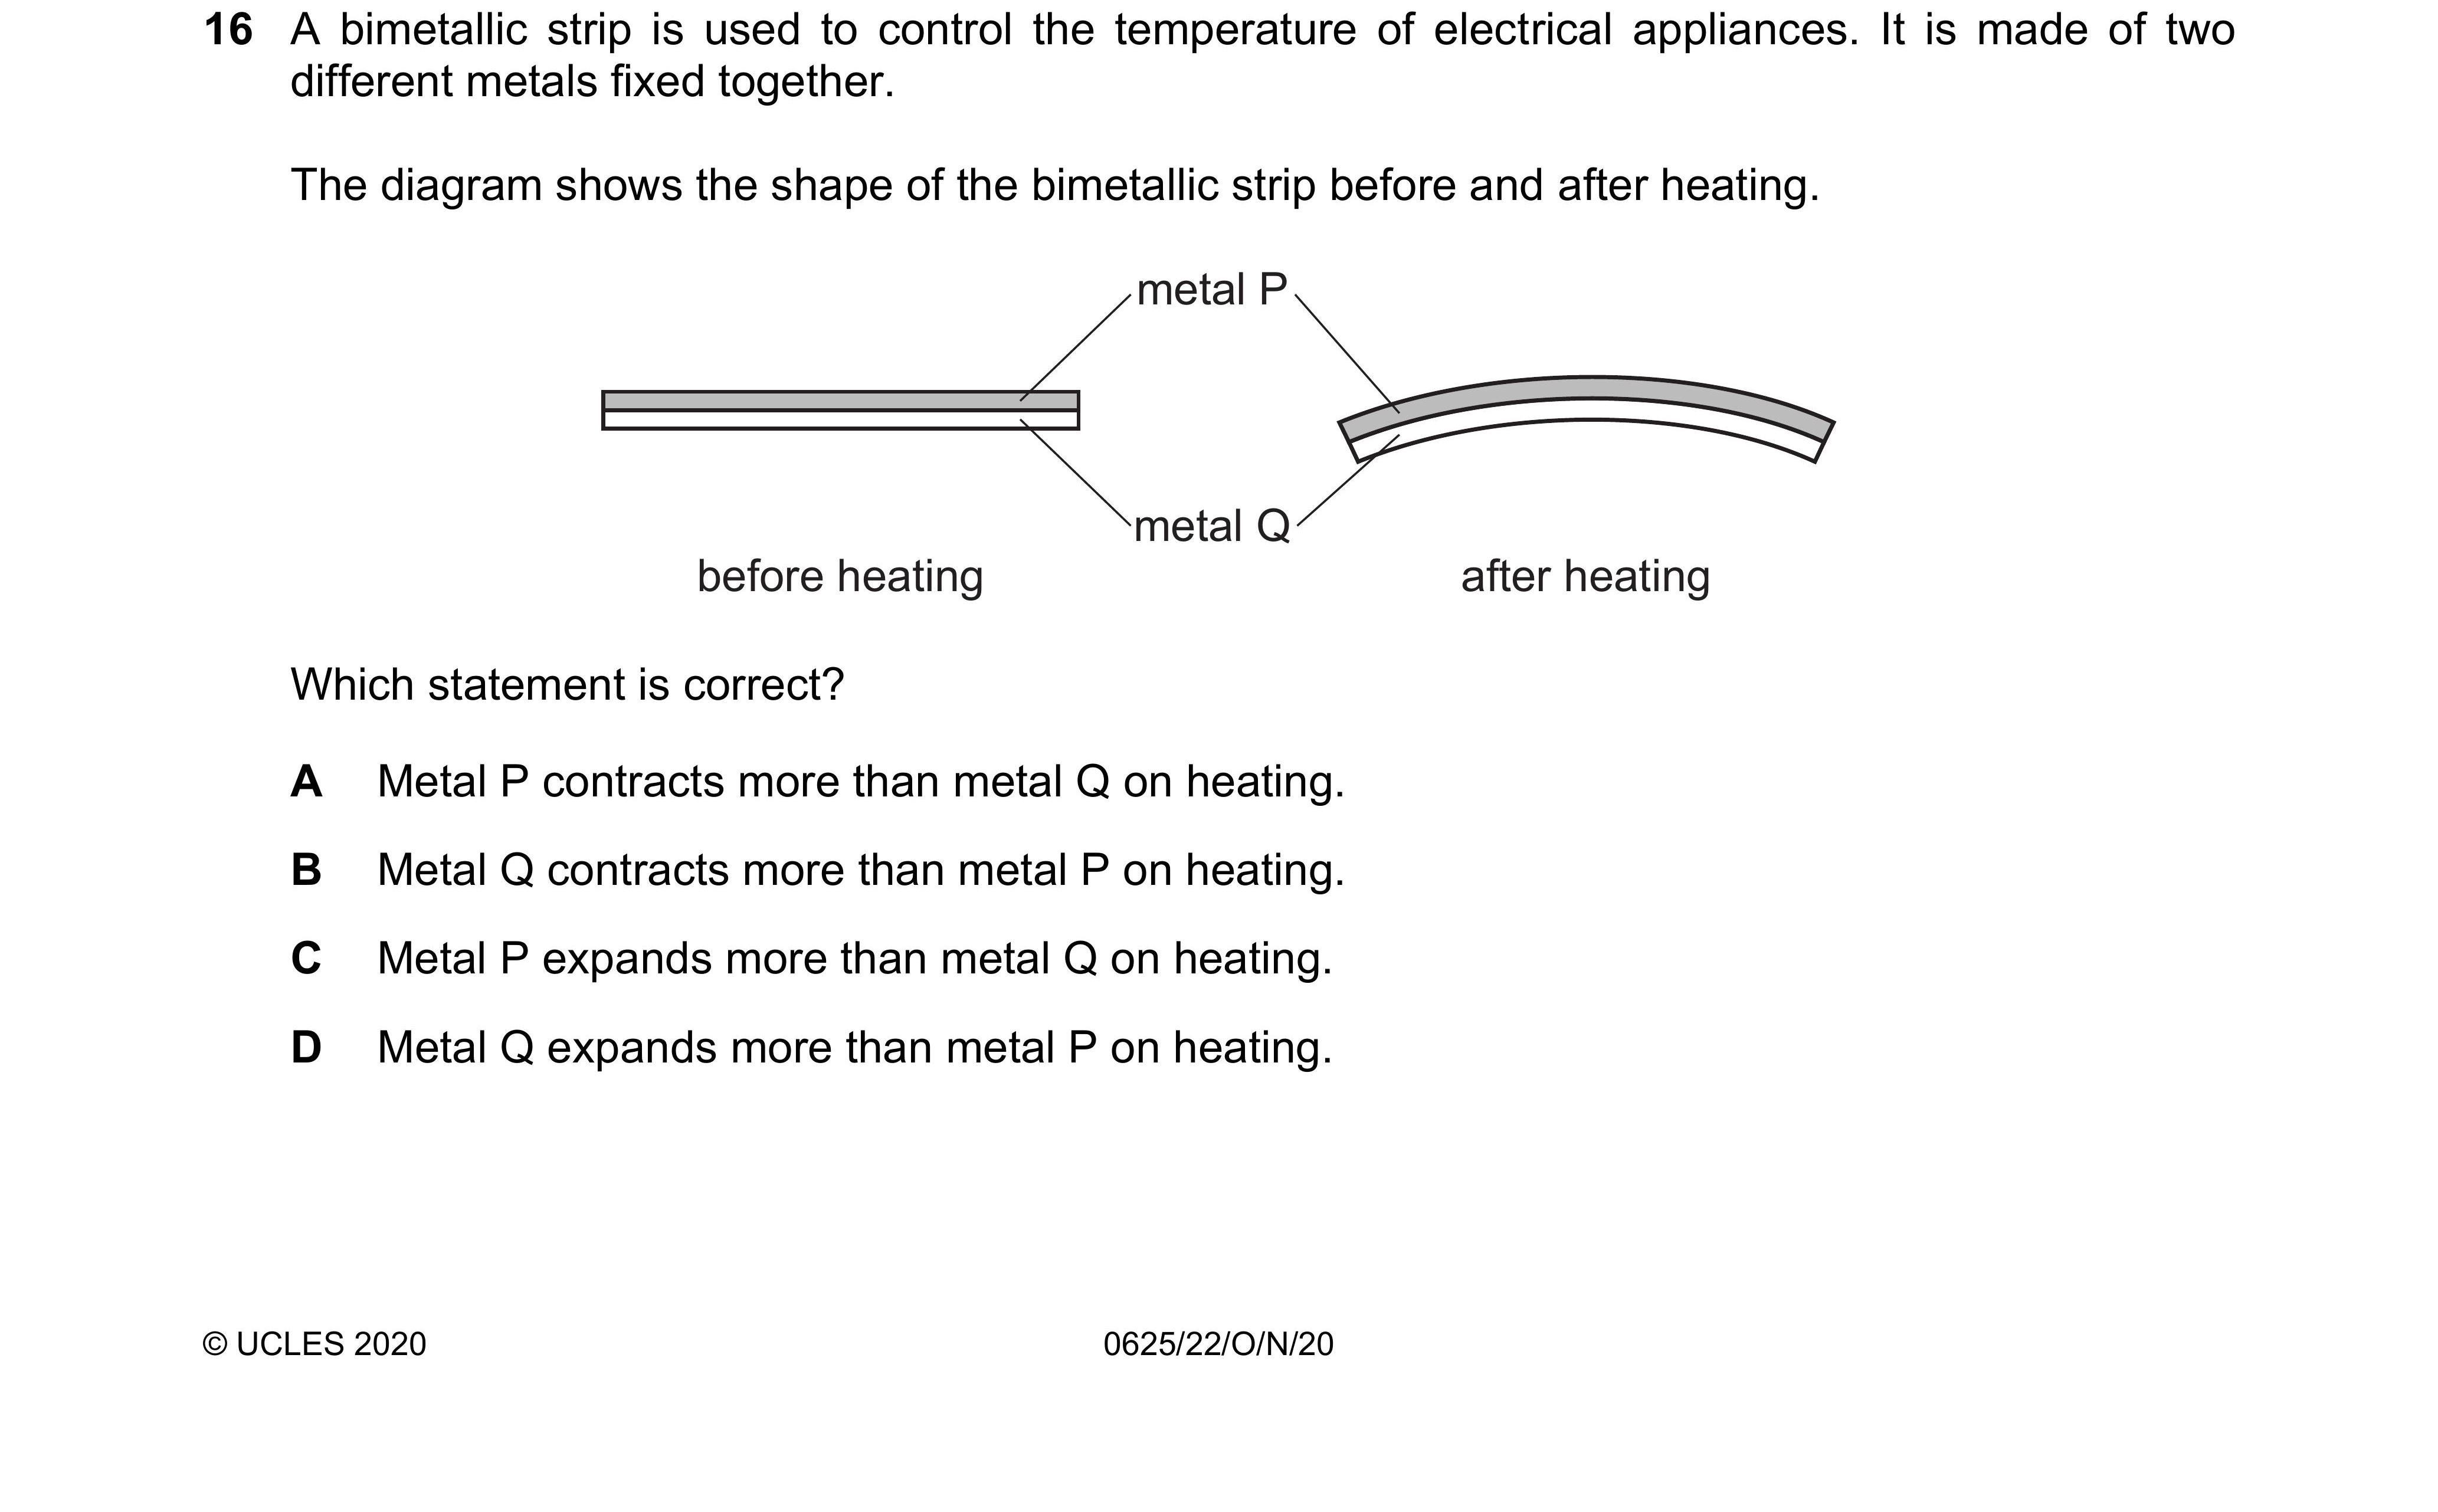 16 A bimetallic strip is used to control the temperature of electrical appliances. It is made of two
different metals fixed together.
The diagram shows the shape of the bimetallic strip before and after heating.
metal P
metal Q
before heating after heating
Which statement is correct?
A Metal P contracts more than metal Q on heating.
B Metal Q contracts more than metal P on heating.
C Metal P expands more than metal Q on heating.
D Metal Q expands more than metal P on heating.
© UCLES 2020 0625/22/O/N/20